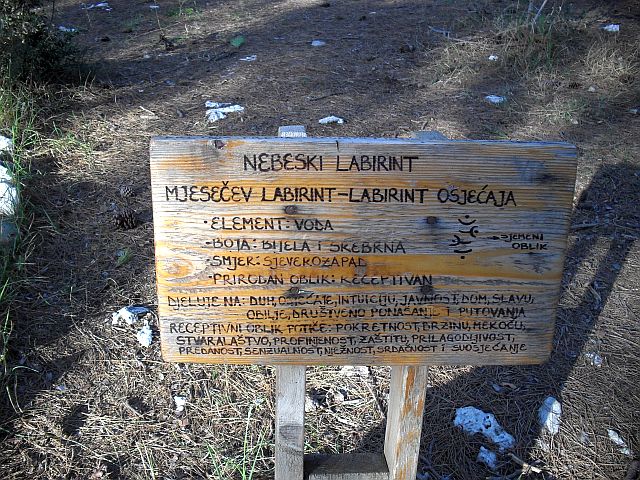 NEBESKI LABIRINT
MJESEČEV LABIRINT-LABIRINT OSJEĆAJA
• ELEMENT: VODA
• BOJA: BIJELA I SREBRNA
SJEMENI OBLIK
• SMJER: SJEVEROZAPAD
• PRIRODAN OBLIK: RECEPTIVAN
DJELUJE NA: DUH, OSJEĆAJE, INTUICIJU, JAVNOST, DOM, SLAVU,
OBILJE, DRUŠTVENO PONAŠANJE I PUTOVANJA
RECEPTIVNI OBLIK POTIČE: POKRETNOST, BRZINU, MEKOĆU,
STVARALAŠTVO, PROFINJENOST, ZAŠTITU, PRILAGODLJIVOST,
PREDANOST, SENZUALNOST, NJEŽNOST, SRDAČNOST I SUOSJEĆANJE